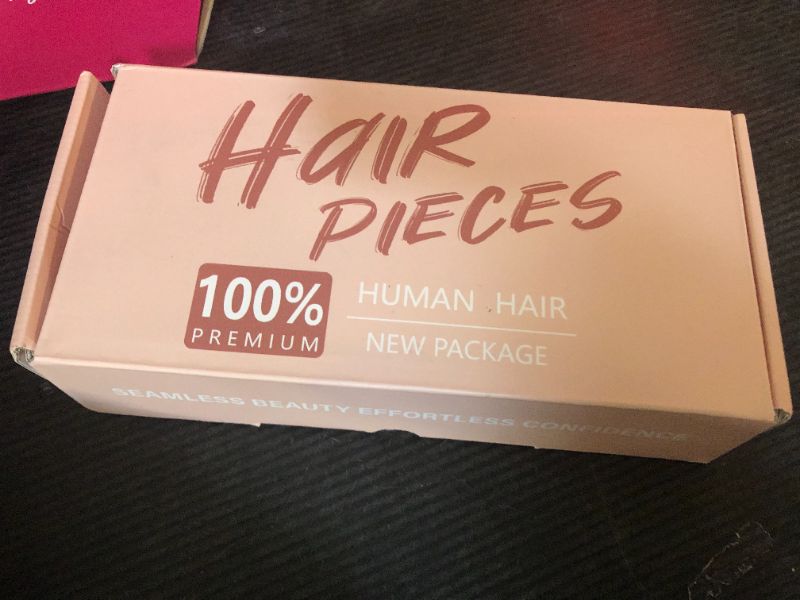 HAIR
PIECES
100%
PREMIUM
HUMAN HAIR
NEW PACKAGE
SEAMLESS BEAUTY EFFORTLESS CONFIDENCE